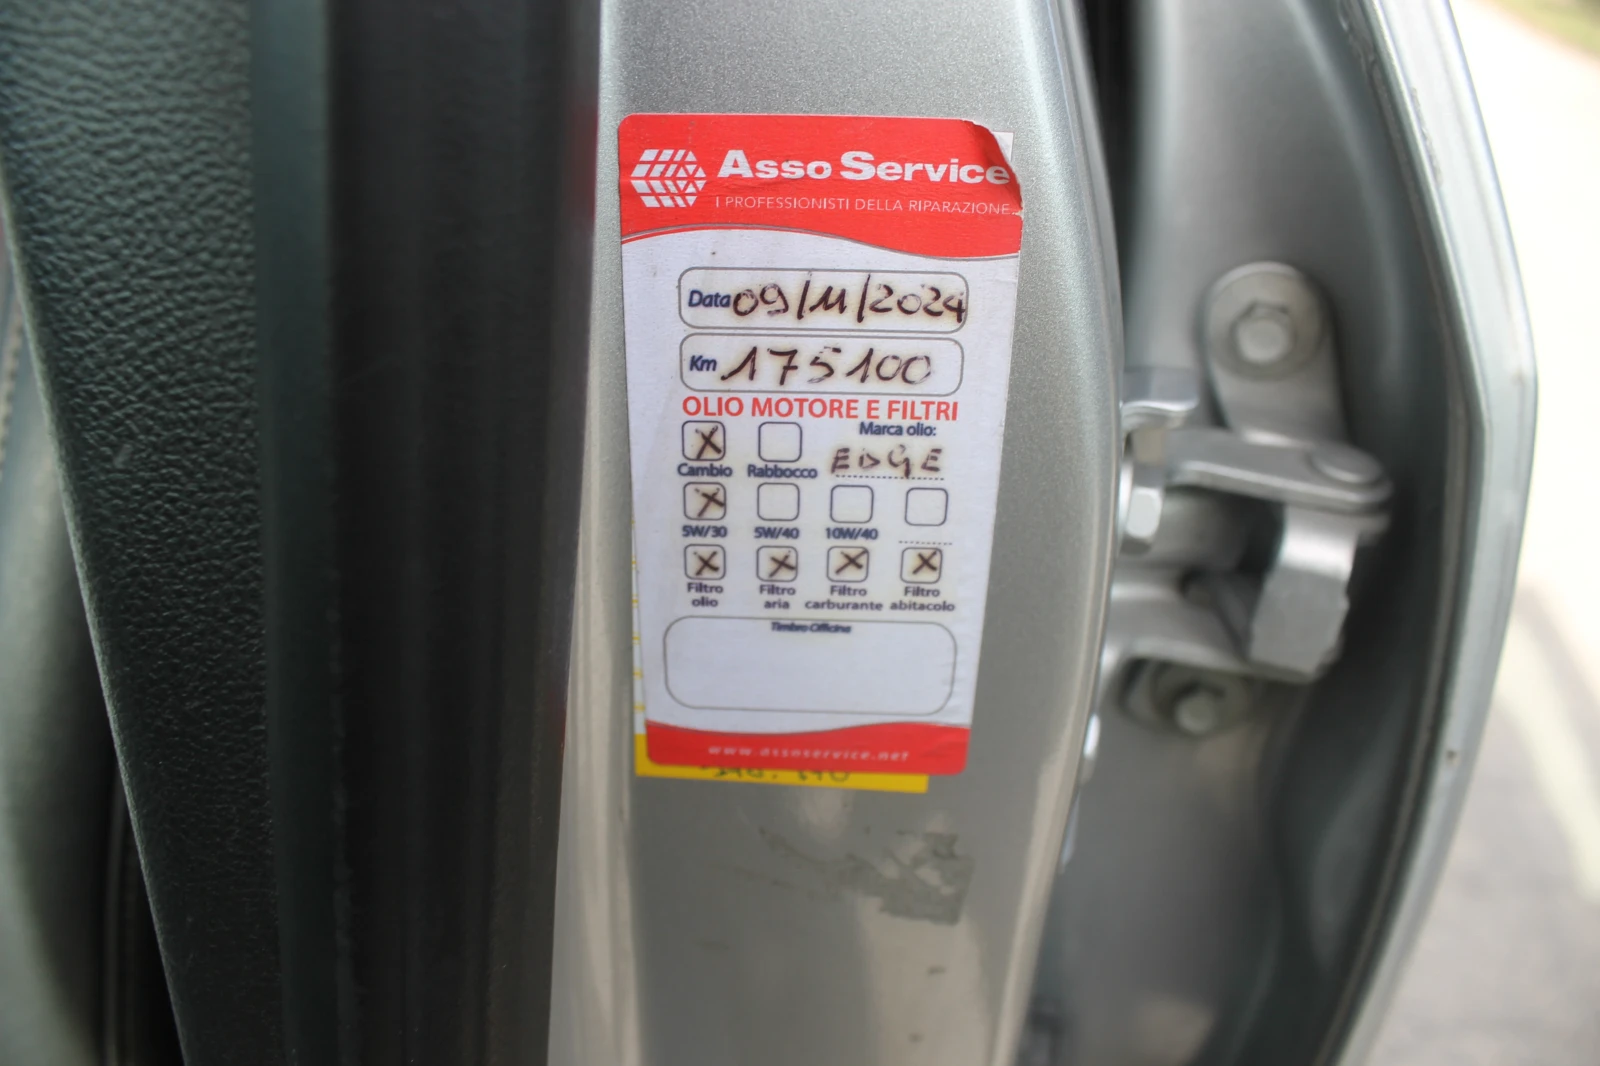 Asso Service
I PROFESSIONISTI DELLA RIPARAZIONE
Data 09/11/2024
Km 175100
OLIO MOTORE E FILTRI
Marca olio:
X
Cambio Rabbocco EDGE
X
5W/30 5W/40 10W/40
X X X X
Filtro Filtro Filtro Filtro
olio aria carburante abitacolo
Timbro Officina
www.assoservice.net